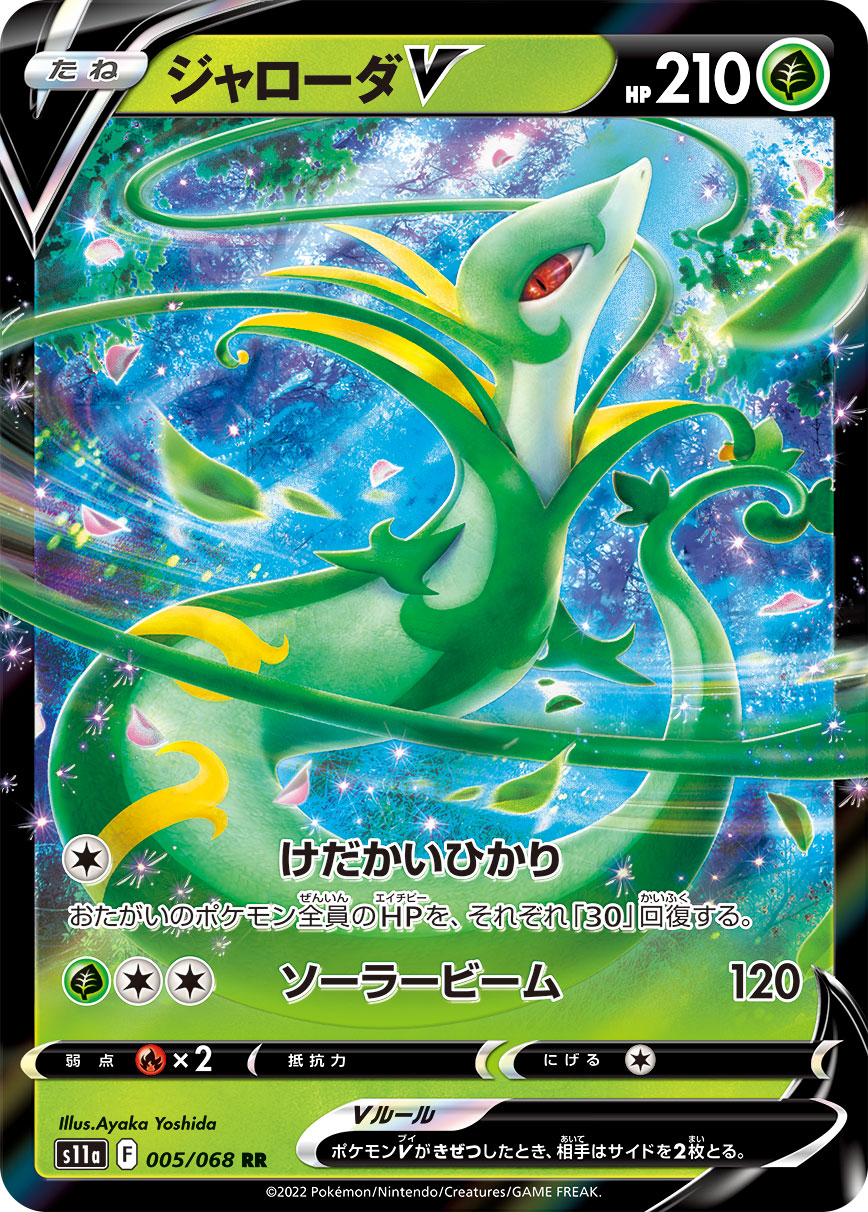 たね ジャローダV HP 210
けだかいひかり
おたがいのポケモン全員のHPを、それぞれ「30」回復する。
ソーラービーム 120
弱点 ×2 抵抗力 にげる
Illus.Ayaka Yoshida
Vルール
ポケモンVがきぜつしたとき、相手はサイドを2枚とる。
s11a F 005/068 RR
©2022 Pokémon/Nintendo/Creatures/GAME FREAK.